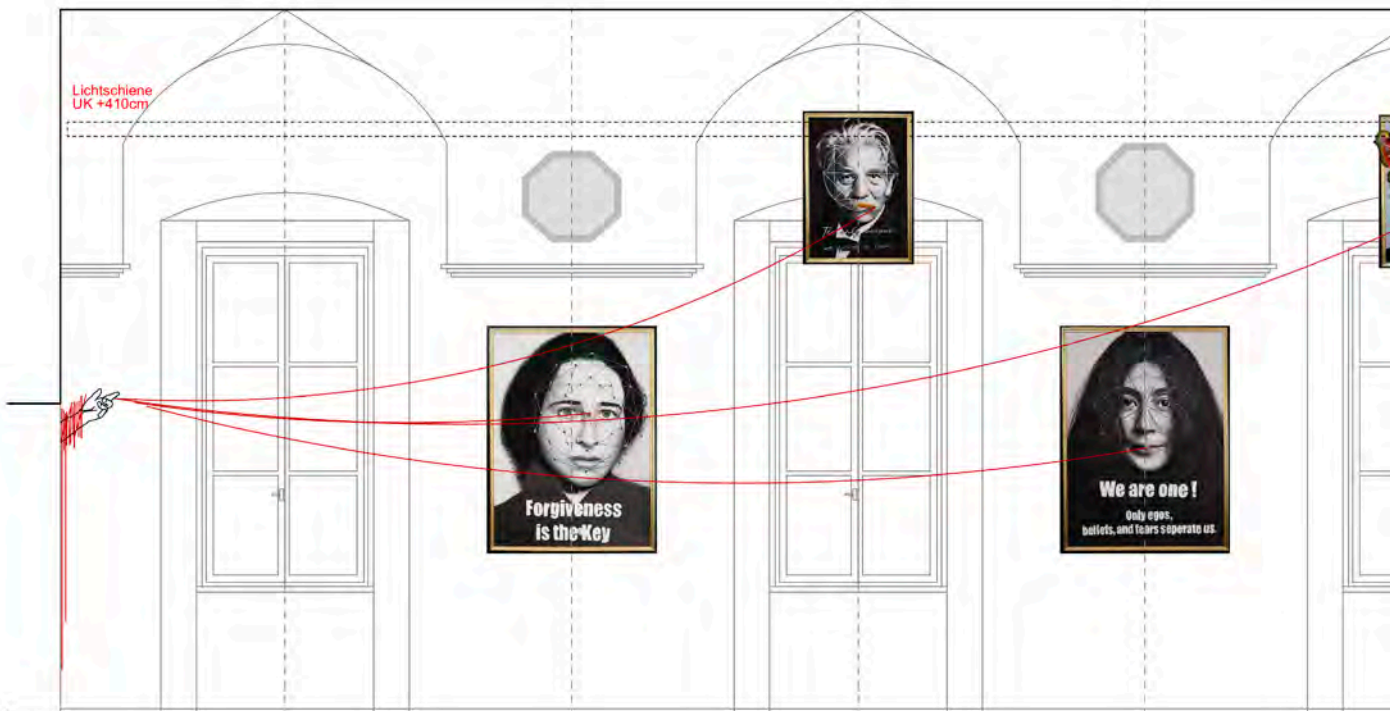 Lichtschiene
UK +410cm
Forgiveness
is the Key
We are one !
Only egos,
beliefs, and fears seperate us.